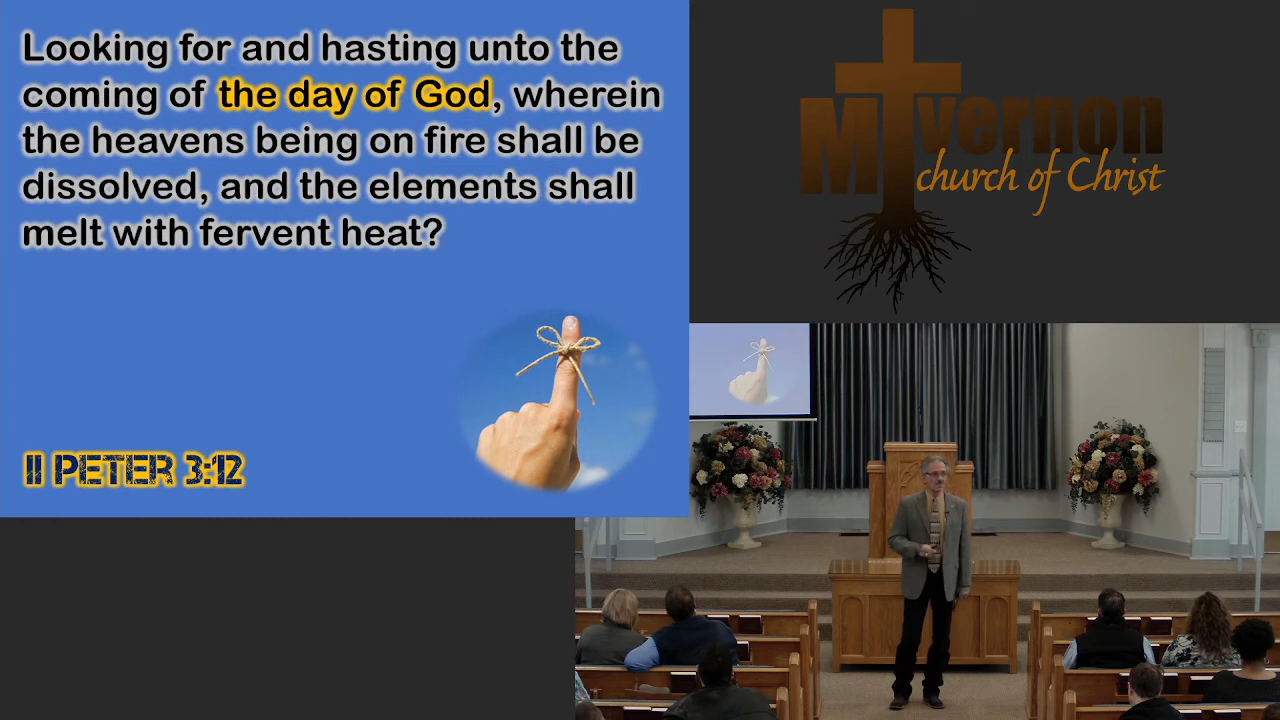 Looking for and hasting unto the
coming of the day of God, wherein
the heavens being on fire shall be
dissolved, and the elements shall
melt with fervent heat?
II PETER 3:12
MT vernon
church of Christ